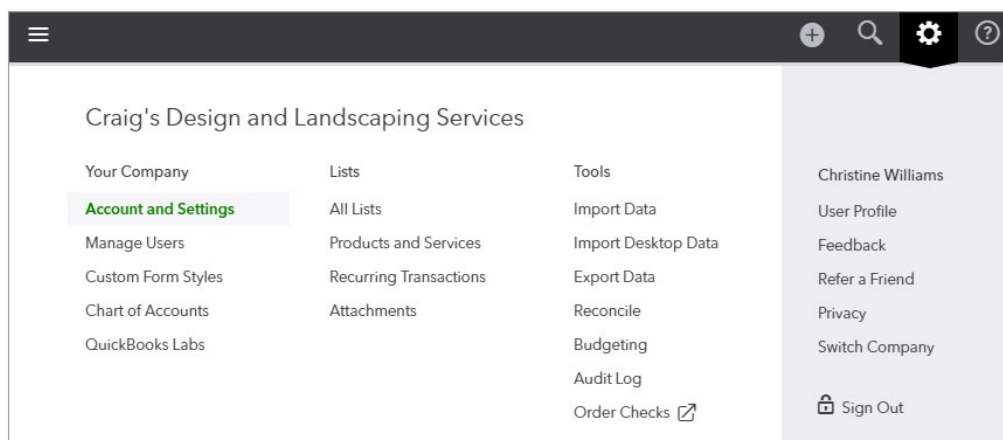 Craig's Design and Landscaping Services
Your Company
Account and Settings
Manage Users
Custom Form Styles
Chart of Accounts
QuickBooks Labs
Lists
All Lists
Products and Services
Recurring Transactions
Attachments
Tools
Import Data
Import Desktop Data
Export Data
Reconcile
Budgeting
Audit Log
Order Checks
Christine Williams
User Profile
Feedback
Refer a Friend
Privacy
Switch Company
Sign Out